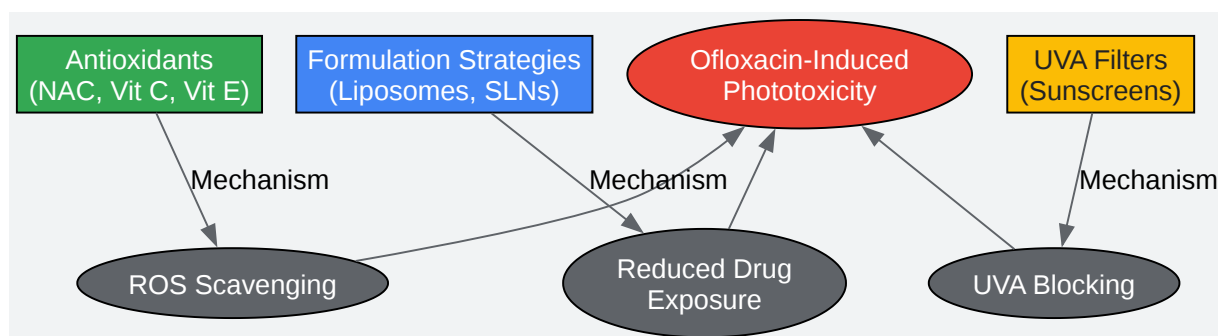 Antioxidants
(NAC, Vit C, Vit E)
Formulation Strategies
(Liposomes, SLNs)
Ofloxacin-Induced
Phototoxicity
UVA Filters
(Sunscreens)
Mechanism
Mechanism
Mechanism
ROS Scavenging
Reduced Drug
Exposure
UVA Blocking